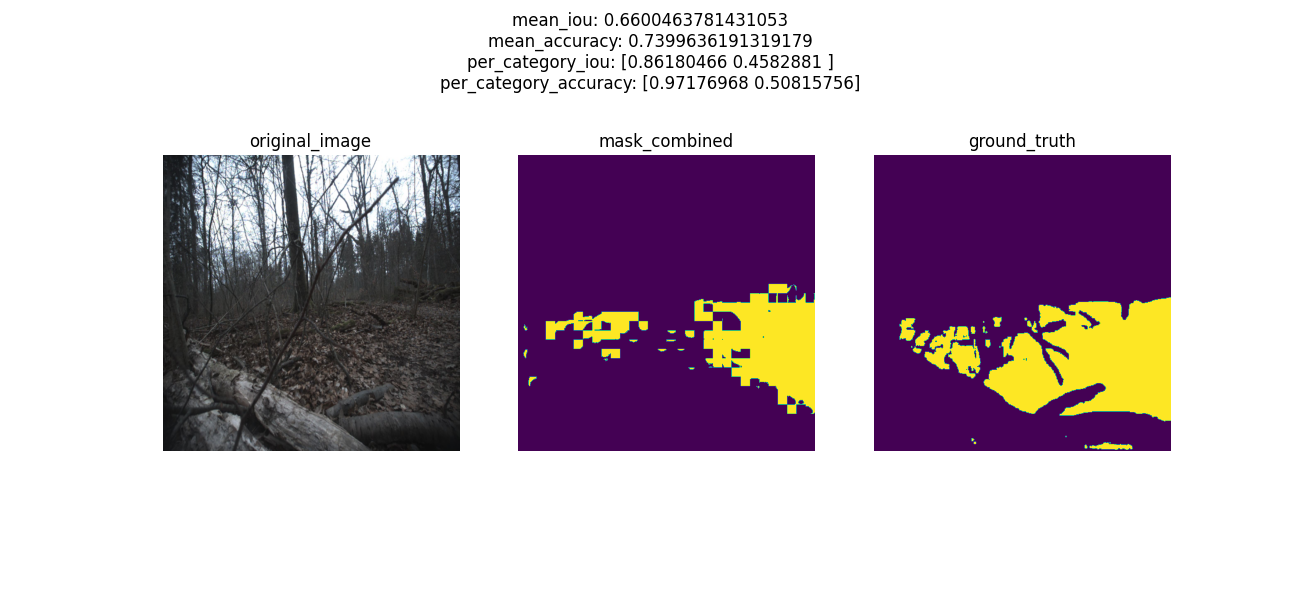 mean_iou: 0.6600463781431053
mean_accuracy: 0.7399636191319179
per_category_iou: [0.86180466 0.4582881 ]
per_category_accuracy: [0.97176968 0.50815756]
original_image
mask_combined
ground_truth